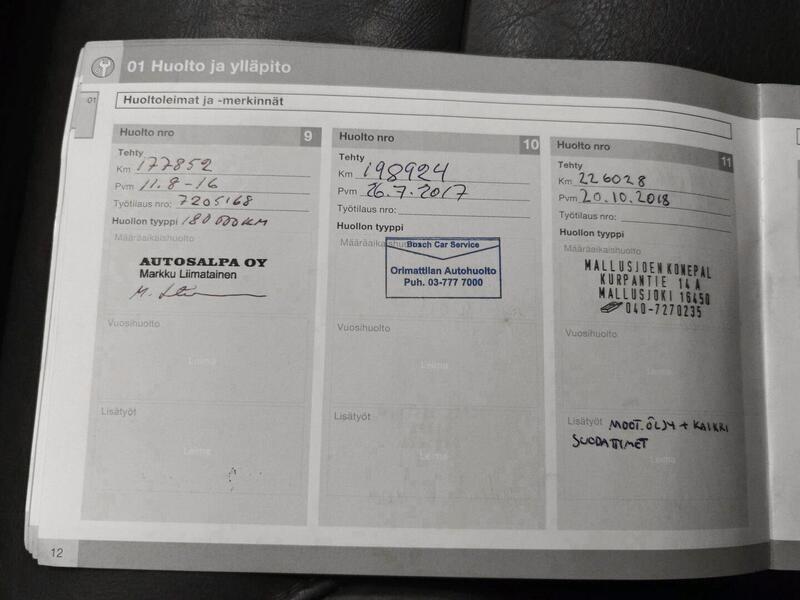 01 Huolto ja ylläpito
01
Huoltoleimat ja -merkinnät
Huolto nro 9
Tehty
Km 177852
Pvm 11.8-16
Työtilaus nro: 7205168
Huollon tyyppi 180 000KM
Määräaikaishuolto
AUTOSALPA OY
Markku Liimatainen
Vuosihuolto
Leima
Lisätyöt
Leima
Huolto nro 10
Tehty
Km 198924
Pvm 26.7.2017
Työtilaus nro:
Huollon tyyppi
Määräaikaishuolto
Bosch Car Service
Orimattilan Autohuolto
Puh. 03-777 7000
Vuosihuolto
Leima
Lisätyöt
Leima
Huolto nro 11
Tehty
Km 226028
Pvm 20.10.2018
Työtilaus nro:
Huollon tyyppi
Määräaikaishuolto
MALLUSJOEN KONEPAL
KURPANTIE 14 A
MALLUSJOKI 16450
040-7270235
Vuosihuolto
Leima
Lisätyöt MOOT.ÖLJY + KAIKKI
SUODATTIMET
Leima
12